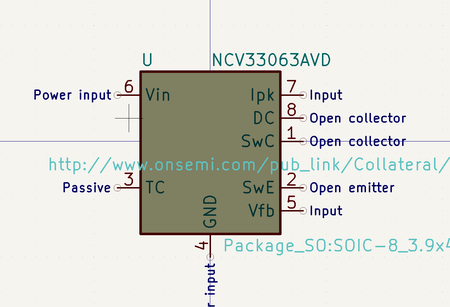 U NCV33063AVD
Power input 6 Vin Ipk 7 Input
DC 8 Open collector
SwC 1 Open collector
http://www.onsemi.com/pub_link/Collateral/
Passive 3 TC SwE 2 Open emitter
Vfb 5 Input
GND
4
Package_SO:SOIC-8_3.9x4
r input